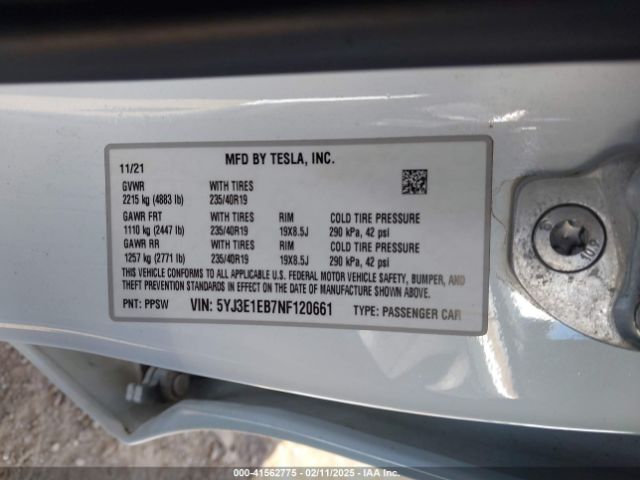 MFD BY TESLA, INC.
11/21
GVWR WITH TIRES
2215 kg (4883 lb) 235/40R19
GAWR FRT WITH TIRES RIM COLD TIRE PRESSURE
1110 kg (2447 lb) 235/40R19 19X8.5J 290 kPa, 42 psi
GAWR RR WITH TIRES RIM COLD TIRE PRESSURE
1257 kg (2771 lb) 235/40R19 19X8.5J 290 kPa, 42 psi
THIS VEHICLE CONFORMS TO ALL APPLICABLE U.S. FEDERAL MOTOR VEHICLE SAFETY, BUMPER, AND
THEFT PREVENTION STANDARDS IN EFFECT ON THE DATE OF MANUFACTURE SHOWN ABOVE.
PNT: PPSW VIN: 5YJ3E1EB7NF120661 TYPE: PASSENGER CAR
000-41562775 - 02/11/2025 - IAA Inc.